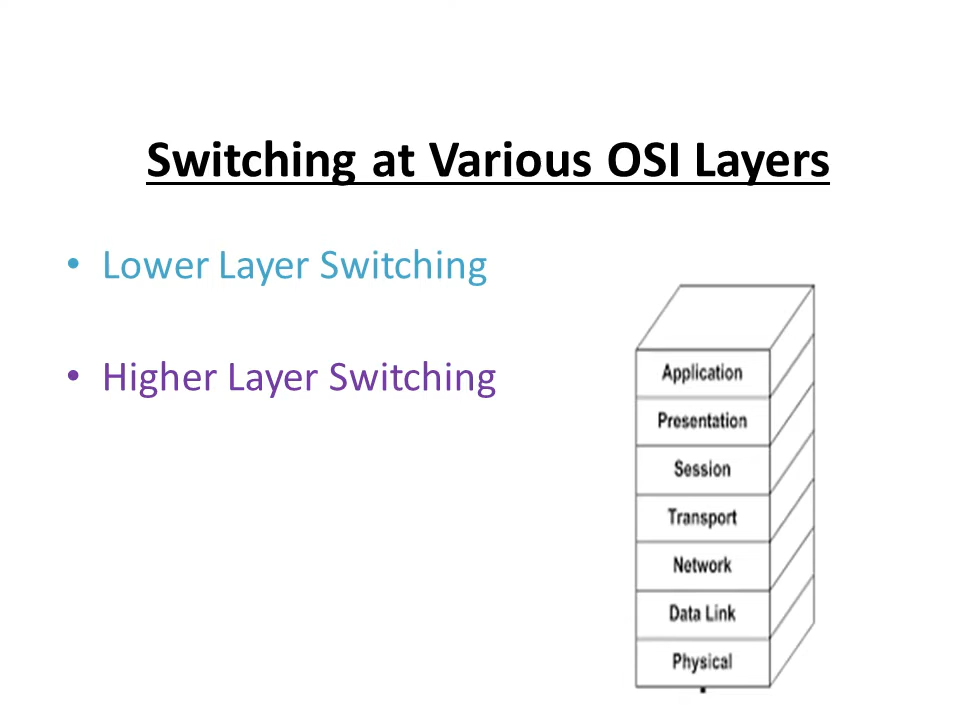 Switching at Various OSI Layers
• Lower Layer Switching
• Higher Layer Switching
Application
Presentation
Session
Transport
Network
Data Link
Physical